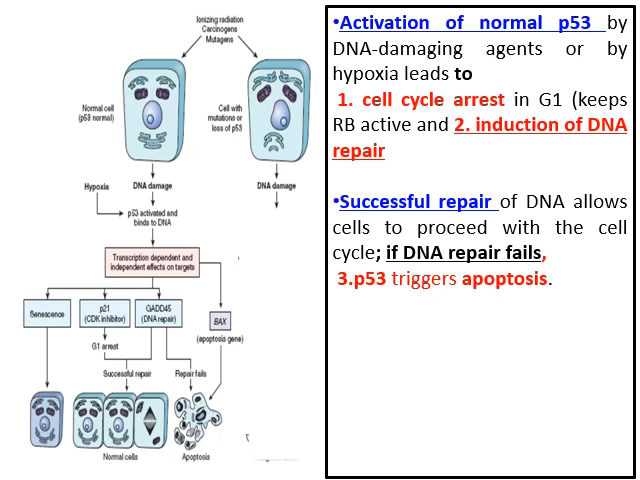 Ionizing radiation
Carcinogens
Mutagens
Normal cell
(p53 normal)
Cell with
mutations or
loss of p53
Hypoxia
DNA damage
DNA damage
p53 activated and
binds to DNA
Transcription dependent and
independent effects on targets
Senescence
p21
(CDK inhibitor)
GADD45
(DNA repair)
BAX
(apoptosis gene)
G1 arrest
Successful repair
Repair fails
Normal cells
Apoptosis
•Activation of normal p53 by
DNA-damaging agents or by
hypoxia leads to
1. cell cycle arrest in G1 (keeps
RB active and 2. induction of DNA
repair
•Successful repair of DNA allows
cells to proceed with the cell
cycle; if DNA repair fails,
3.p53 triggers apoptosis.